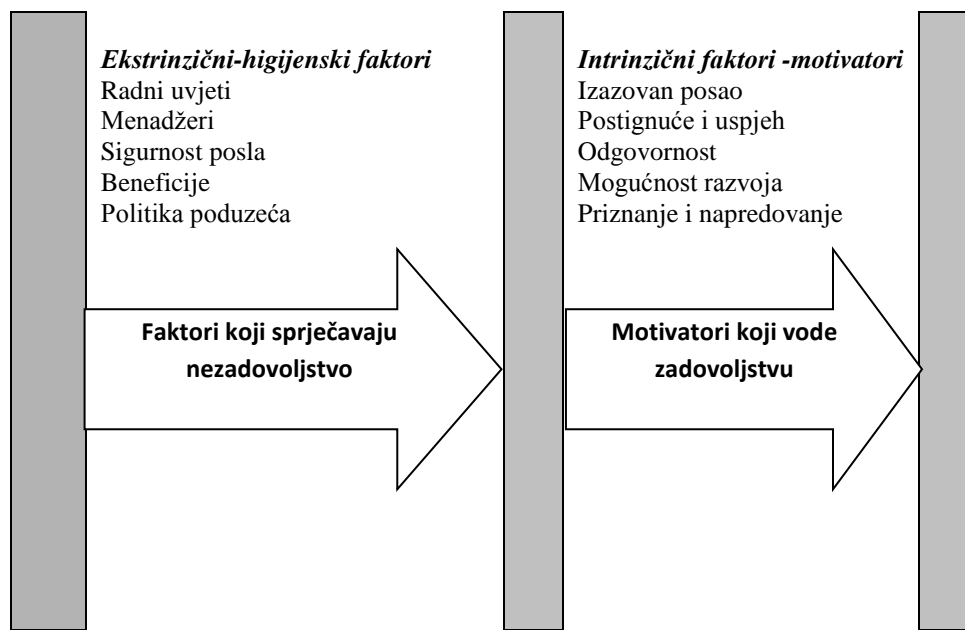 Ekstrinzični-higijenski faktori
Radni uvjeti
Menadžeri
Sigurnost posla
Beneficije
Politika poduzeća
Faktori koji sprječavaju
nezadovoljstvo
Intrinzični faktori -motivatori
Izazovan posao
Postignuće i uspjeh
Odgovornost
Mogućnost razvoja
Priznanje i napredovanje
Motivatori koji vode
zadovoljstvu